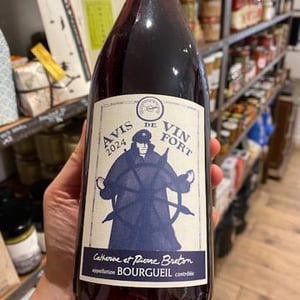 AVIS DE VIN
2024 FORT
Catherine et Pierre Breton
appellation BOURGUEIL contrôlée